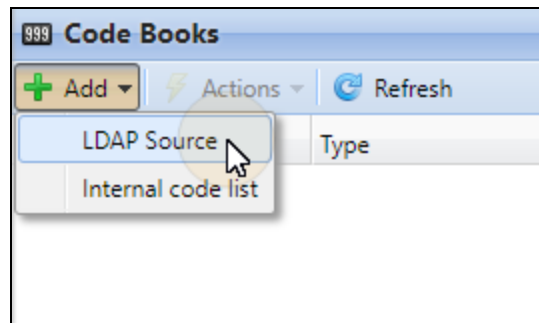 999 Code Books
Add Actions Refresh
LDAP Source Type
Internal code list